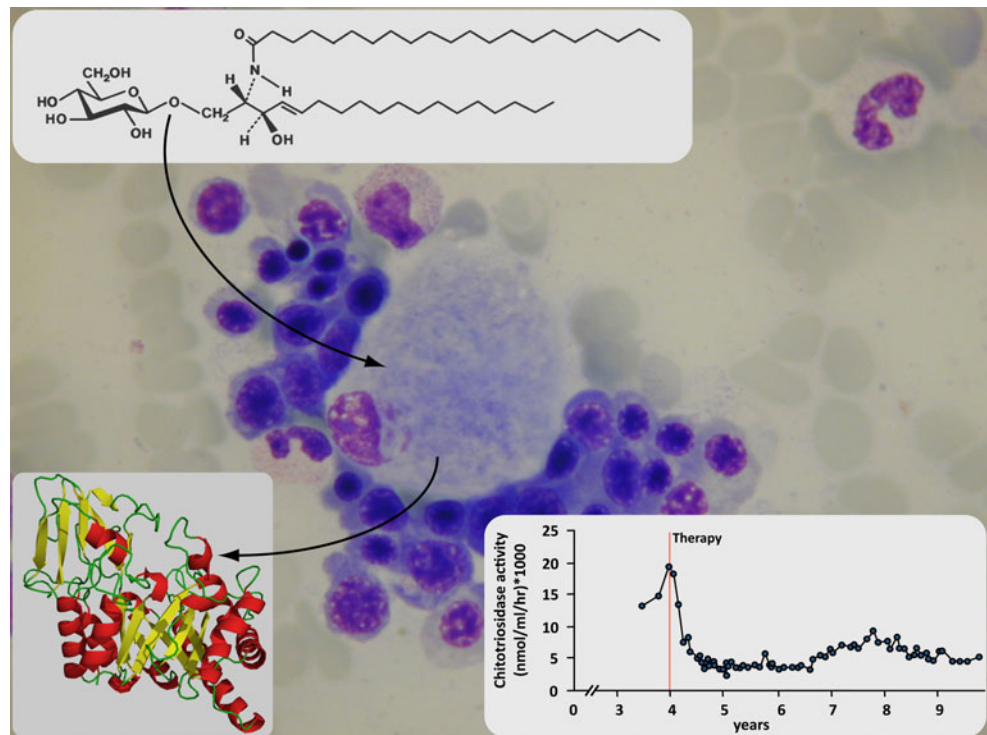 O
N
H
H
CH₂OH
O
HO
O
CH₂
HO
OH
OH
H
OH
Therapy
Chitotriosidase activity
(nmol/ml/hr)*1000
25
20
15
10
5
0
0 3 4 5 6 7 8 9
years